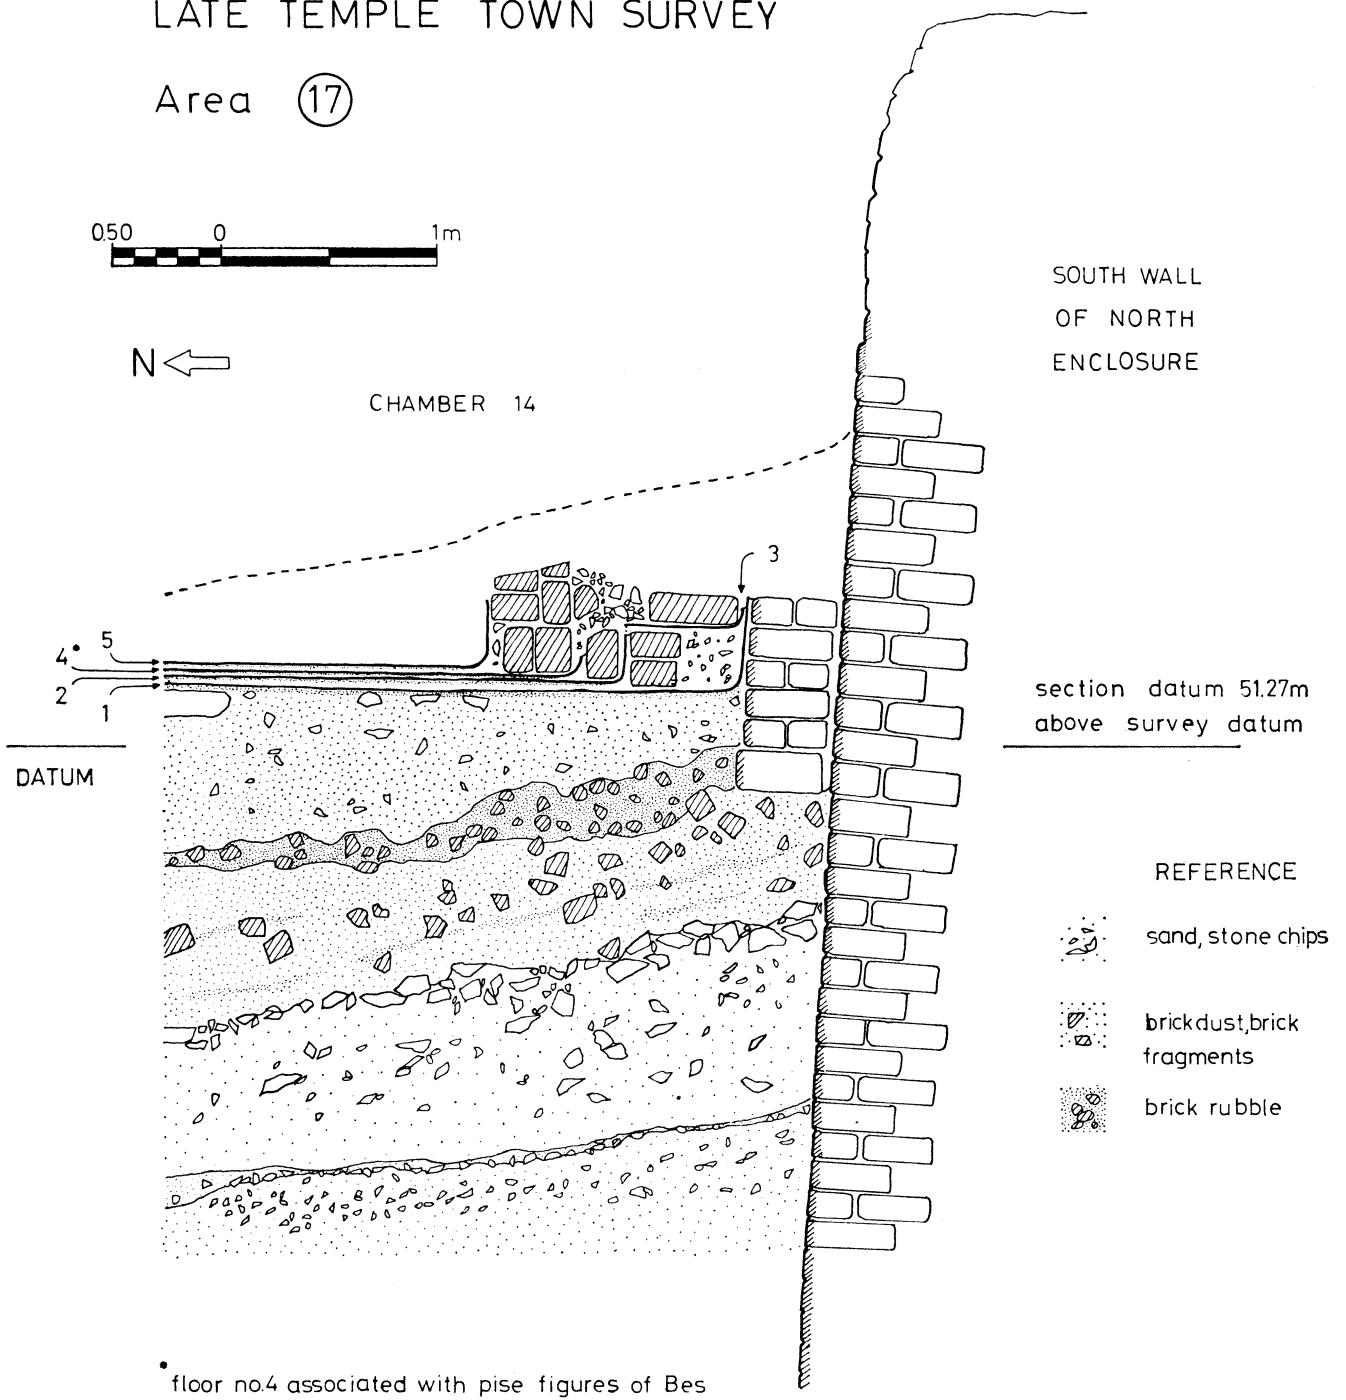 LATE TEMPLE TOWN SURVEY
Area 17
0.50 0 1m
N
SOUTH WALL
OF NORTH
ENCLOSURE
CHAMBER 14
3
5
4•
2
1
section datum 51.27m
above survey datum
DATUM
REFERENCE
sand, stone chips
brickdust, brick
fragments
brick rubble
• floor no.4 associated with pise figures of Bes